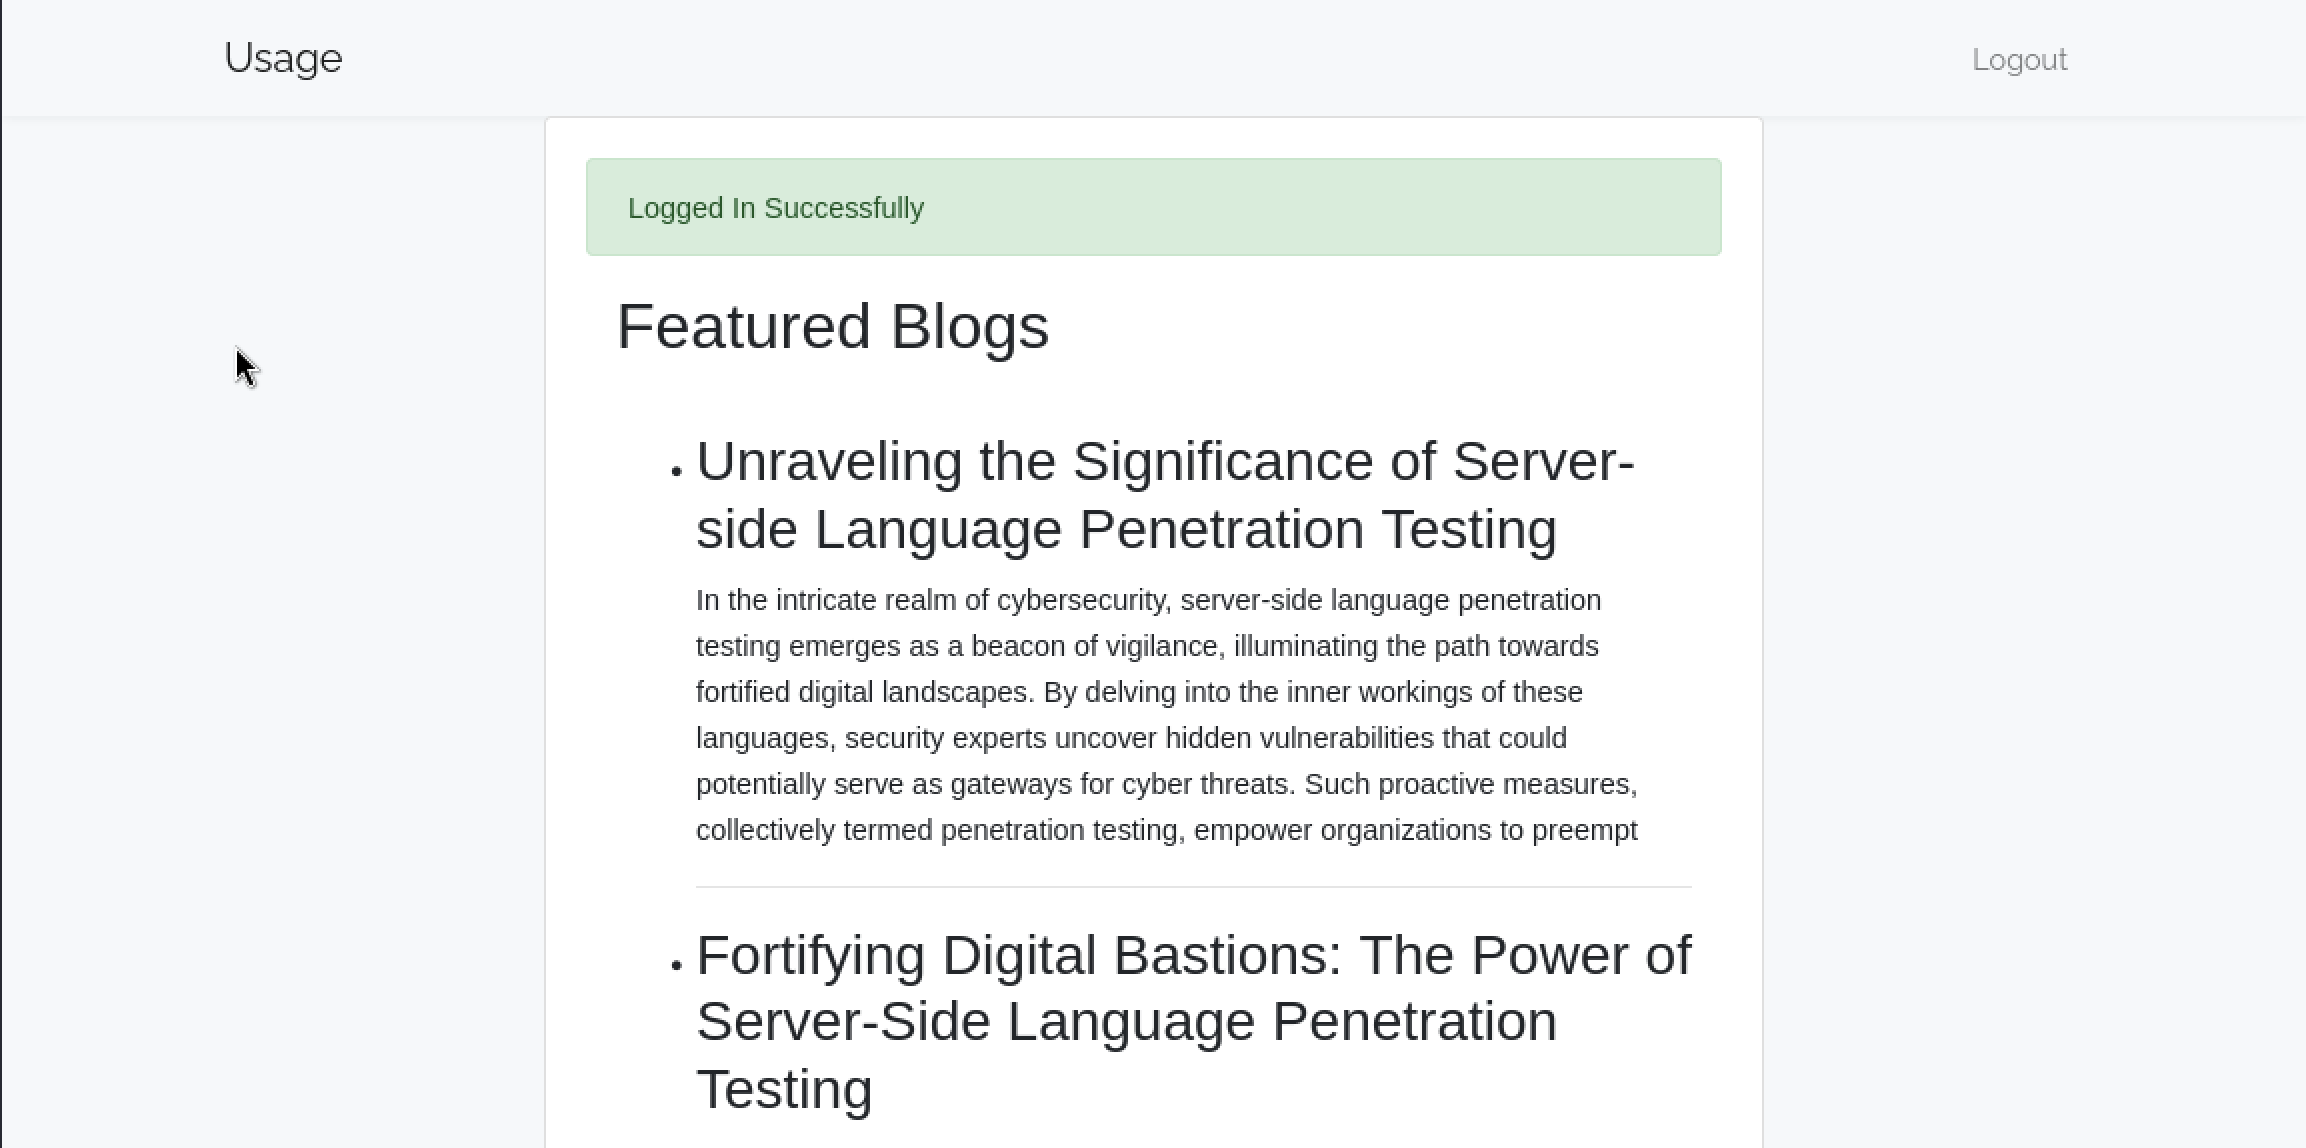 Usage
Logout
Logged In Successfully
Featured Blogs
• Unraveling the Significance of Server-
side Language Penetration Testing
In the intricate realm of cybersecurity, server-side language penetration
testing emerges as a beacon of vigilance, illuminating the path towards
fortified digital landscapes. By delving into the inner workings of these
languages, security experts uncover hidden vulnerabilities that could
potentially serve as gateways for cyber threats. Such proactive measures,
collectively termed penetration testing, empower organizations to preempt
• Fortifying Digital Bastions: The Power of
Server-Side Language Penetration
Testing